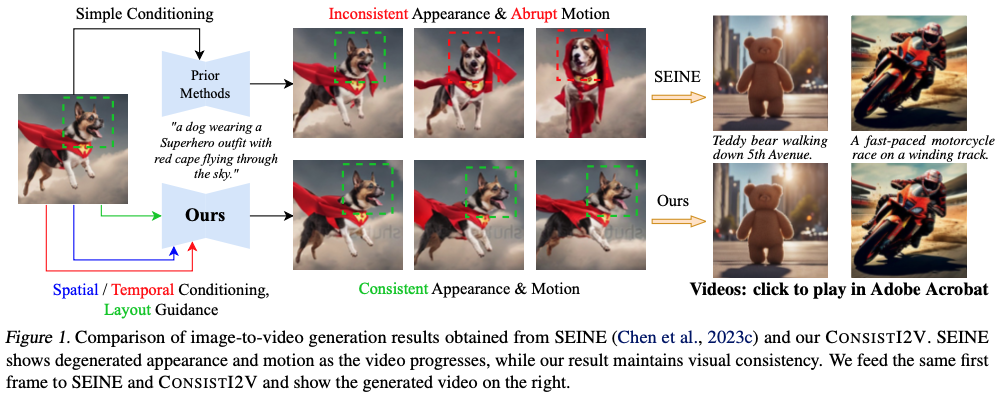 Simple Conditioning
Inconsistent Appearance & Abrupt Motion
Prior
Methods
SEINE
"a dog wearing a
Superhero outfit with
red cape flying through
the sky."
Teddy bear walking
down 5th Avenue.
A fast-paced motorcycle
race on a winding track.
Ours
Ours
Spatial / Temporal Conditioning,
Layout Guidance
Consistent Appearance & Motion
Videos: click to play in Adobe Acrobat
Figure 1. Comparison of image-to-video generation results obtained from SEINE (Chen et al., 2023c) and our CONSISTI2V. SEINE
shows degenerated appearance and motion as the video progresses, while our result maintains visual consistency. We feed the same first
frame to SEINE and CONSISTI2V and show the generated video on the right.